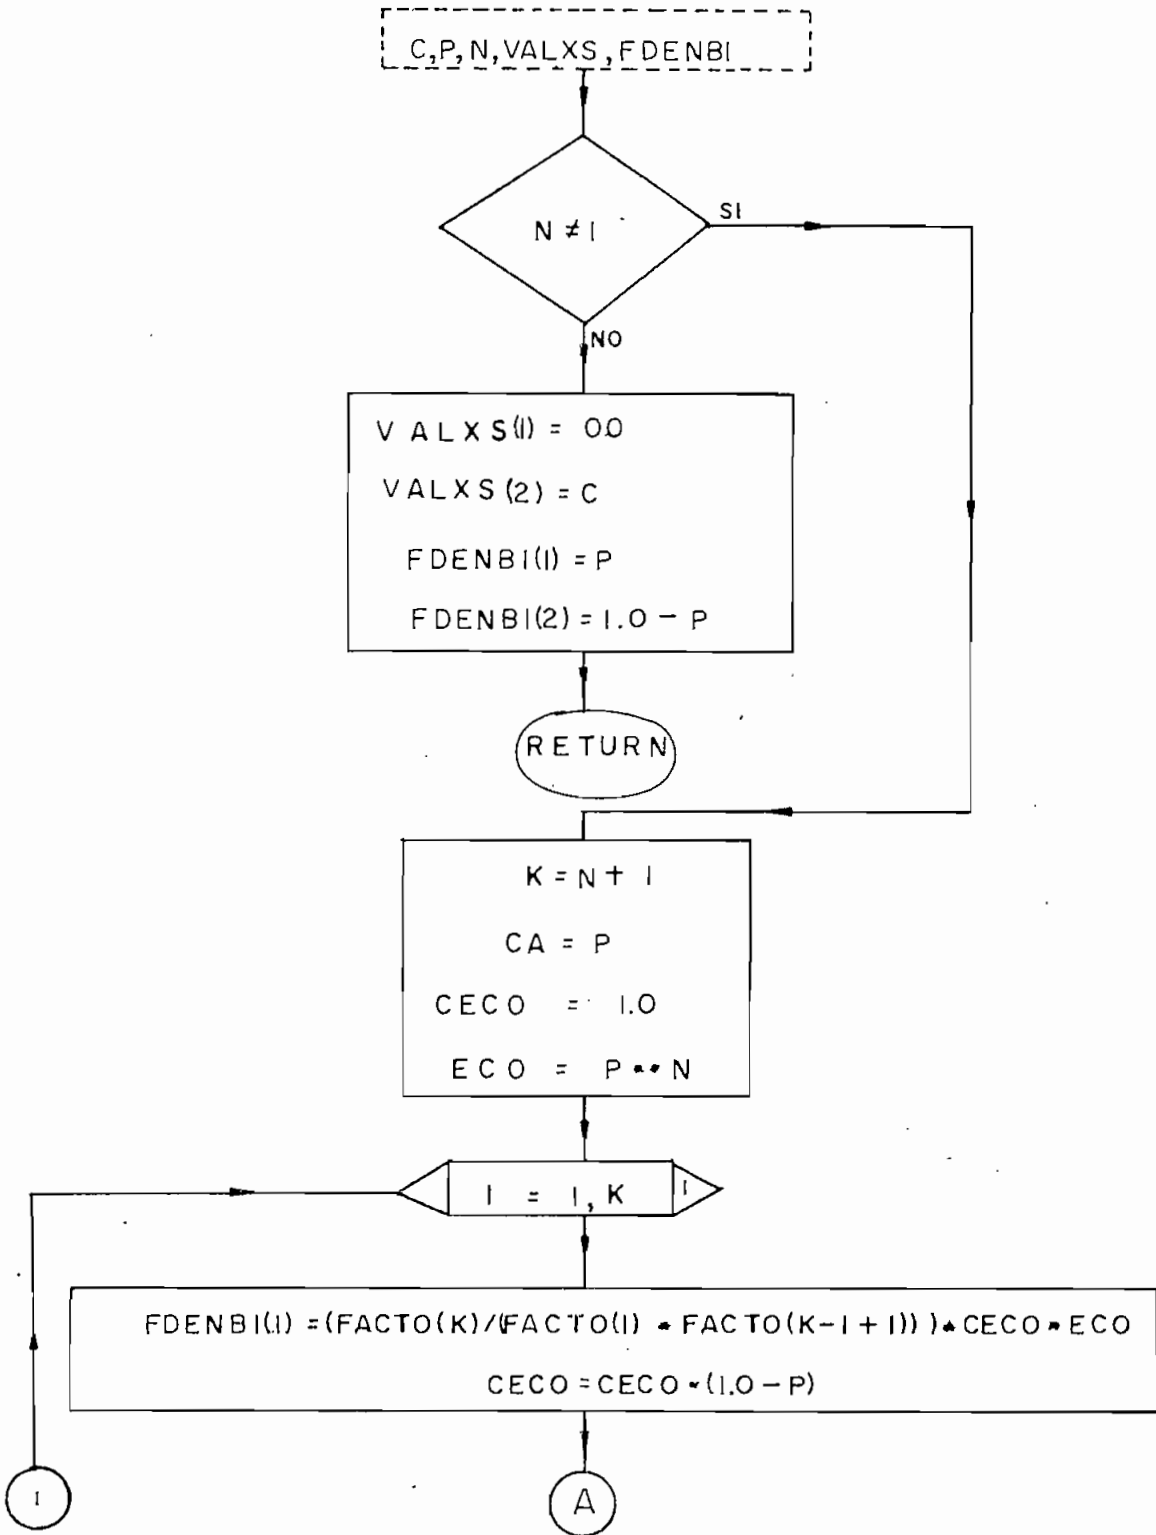 C,P,N,VALXS,FDENBI
N ≠ 1
SI
NO
VALXS(1) = 0.0
VALXS(2) = C
FDENBI(1) = P
FDENBI(2) = 1.0 - P
RETURN
K = N + 1
CA = P
CECO = 1.0
ECO = P ** N
I = 1, K
1
FDENBI(I) = (FACTO(K)/(FACTO(I) * FACTO(K-I+1))) * CECO * ECO
CECO = CECO * (1.0 - P)
1
A